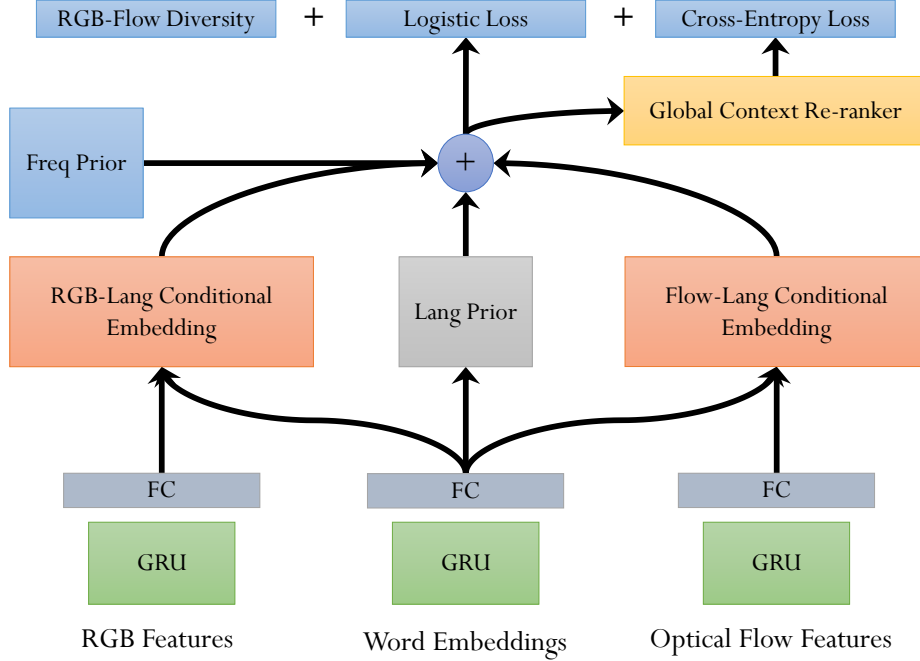 RGB-Flow Diversity + Logistic Loss + Cross-Entropy Loss
Global Context Re-ranker
Freq Prior
+
RGB-Lang Conditional
Embedding
Lang Prior
Flow-Lang Conditional
Embedding
FC FC FC
GRU GRU GRU
RGB Features Word Embeddings Optical Flow Features